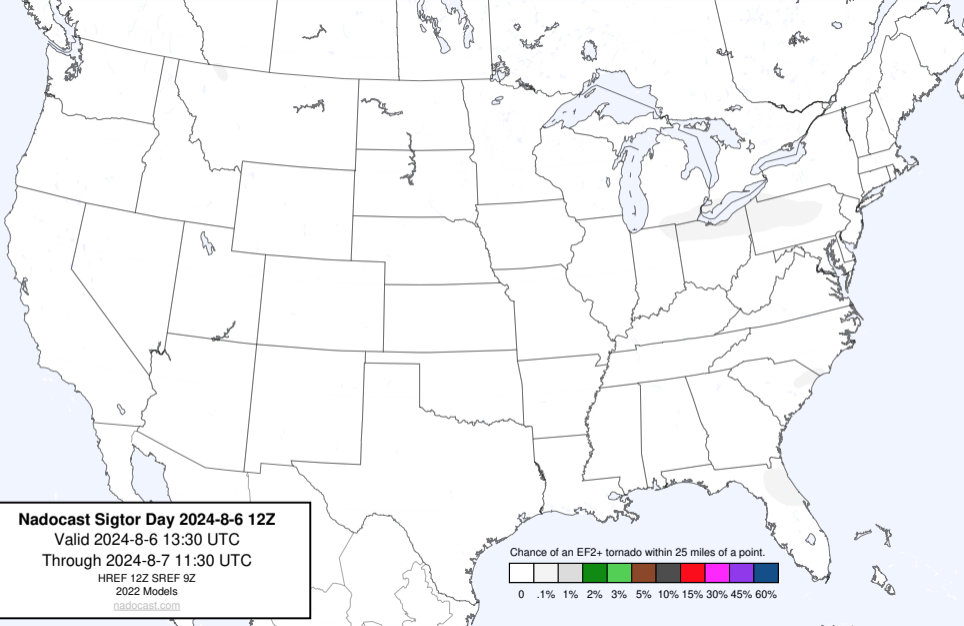 Nadocast Sigtor Day 2024-8-6 12Z
Valid 2024-8-6 13:30 UTC
Through 2024-8-7 11:30 UTC
HREF 12Z SREF 9Z
2022 Models
nadocast.com
Chance of an EF2+ tornado within 25 miles of a point.
0 .1% 1% 2% 3% 5% 10% 15% 30% 45% 60%